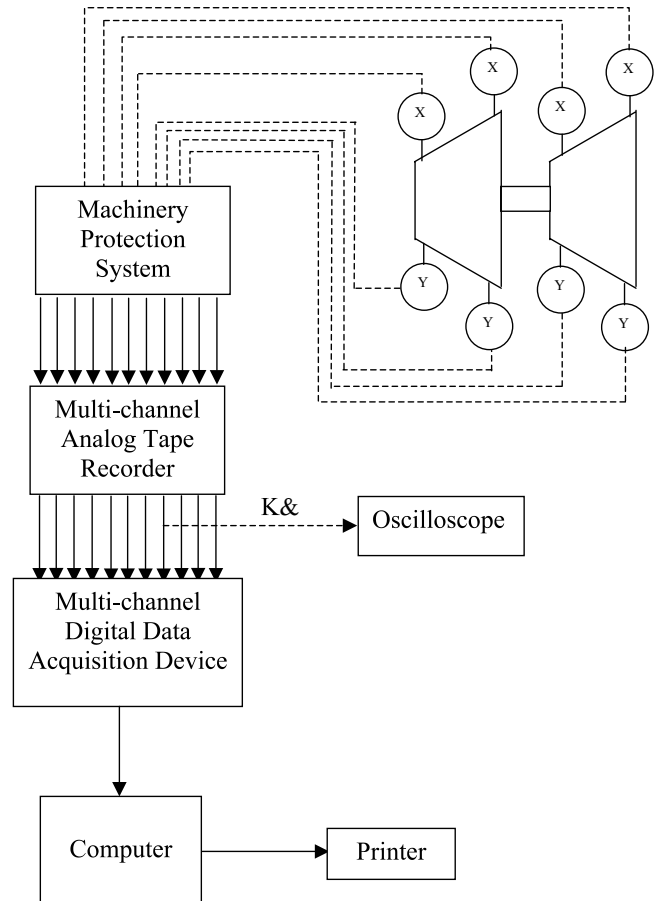 X
X
X
X
Machinery
Protection
System
Y
Y
Y
Y
Multi-channel
Analog Tape
Recorder
K&
Oscilloscope
Multi-channel
Digital Data
Acquisition Device
Computer
Printer